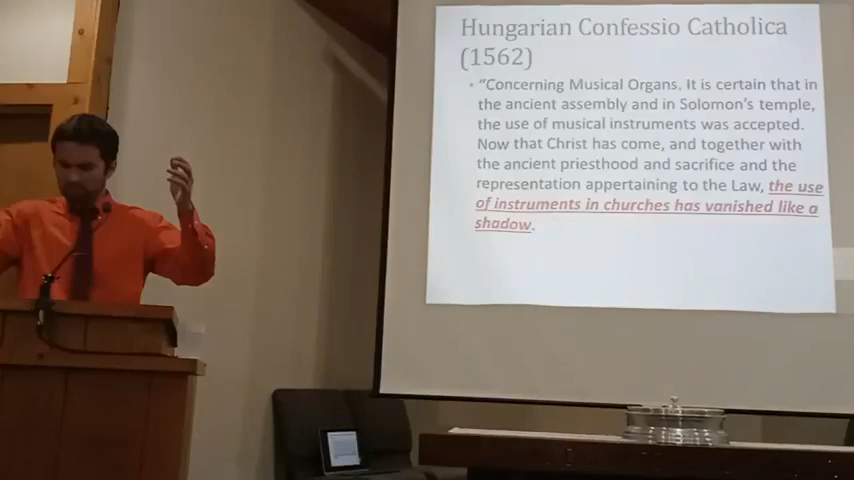 Hungarian Confessio Catholica
(1562)
• "Concerning Musical Organs. It is certain that in
the ancient assembly and in Solomon's temple,
the use of musical instruments was accepted.
Now that Christ has come, and together with
the ancient priesthood and sacrifice and the
representation appertaining to the Law, the use
of instruments in churches has vanished like a
shadow.